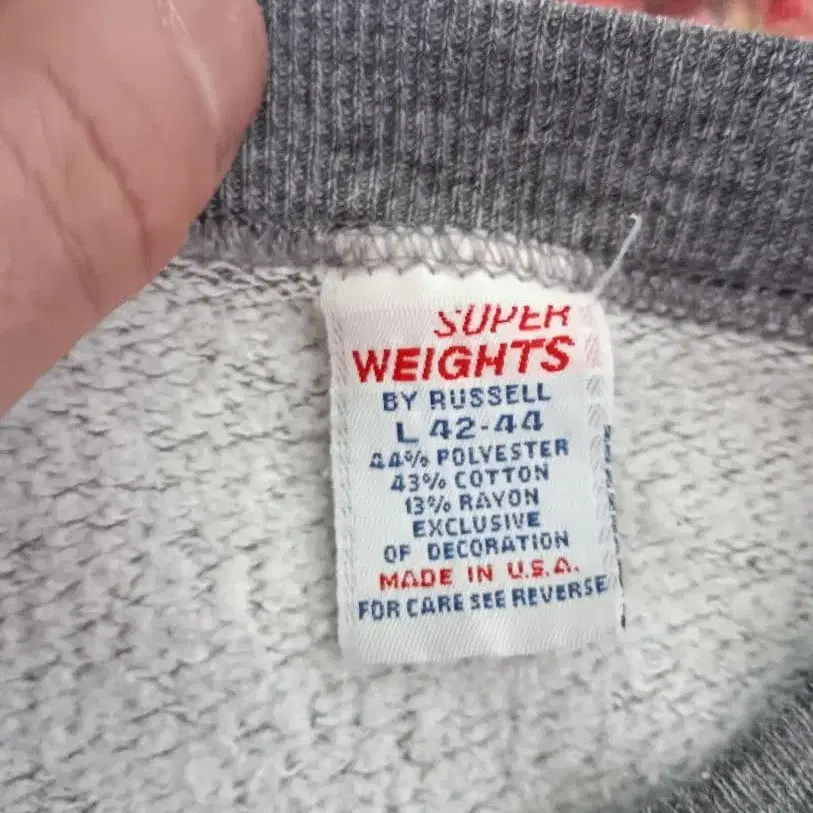 SUPER
WEIGHTS
BY RUSSELL
L 42-44
44% POLYESTER
43% COTTON
13% RAYON
EXCLUSIVE
OF DECORATION
MADE IN U.S.A.
FOR CARE SEE REVERSE